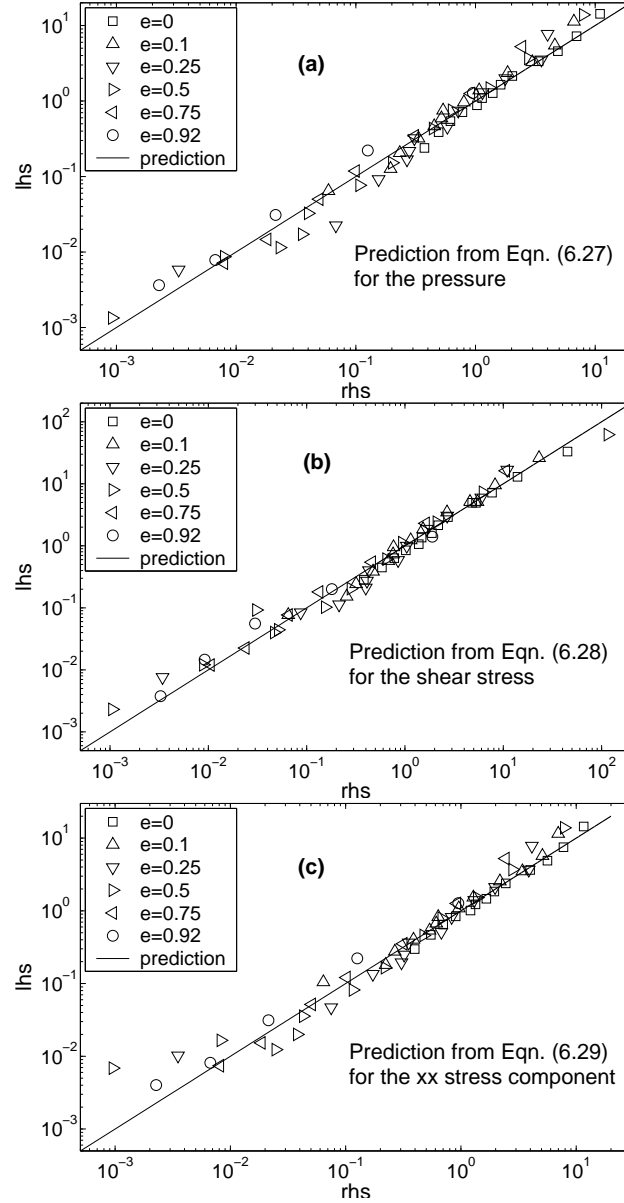 10^1
10^0
10^-1
10^-2
10^-3
lhs
e=0
e=0.1
e=0.25
e=0.5
e=0.75
e=0.92
prediction
(a)
Prediction from Eqn. (6.27)
for the pressure
10^-3 10^-2 10^-1 10^0 10^1
rhs
10^2
10^1
10^0
10^-1
10^-2
10^-3
lhs
e=0
e=0.1
e=0.25
e=0.5
e=0.75
e=0.92
prediction
(b)
Prediction from Eqn. (6.28)
for the shear stress
10^-3 10^-2 10^-1 10^0 10^1 10^2
rhs
10^1
10^0
10^-1
10^-2
10^-3
lhs
e=0
e=0.1
e=0.25
e=0.5
e=0.75
e=0.92
prediction
(c)
Prediction from Eqn. (6.29)
for the xx stress component
10^-3 10^-2 10^-1 10^0 10^1
rhs